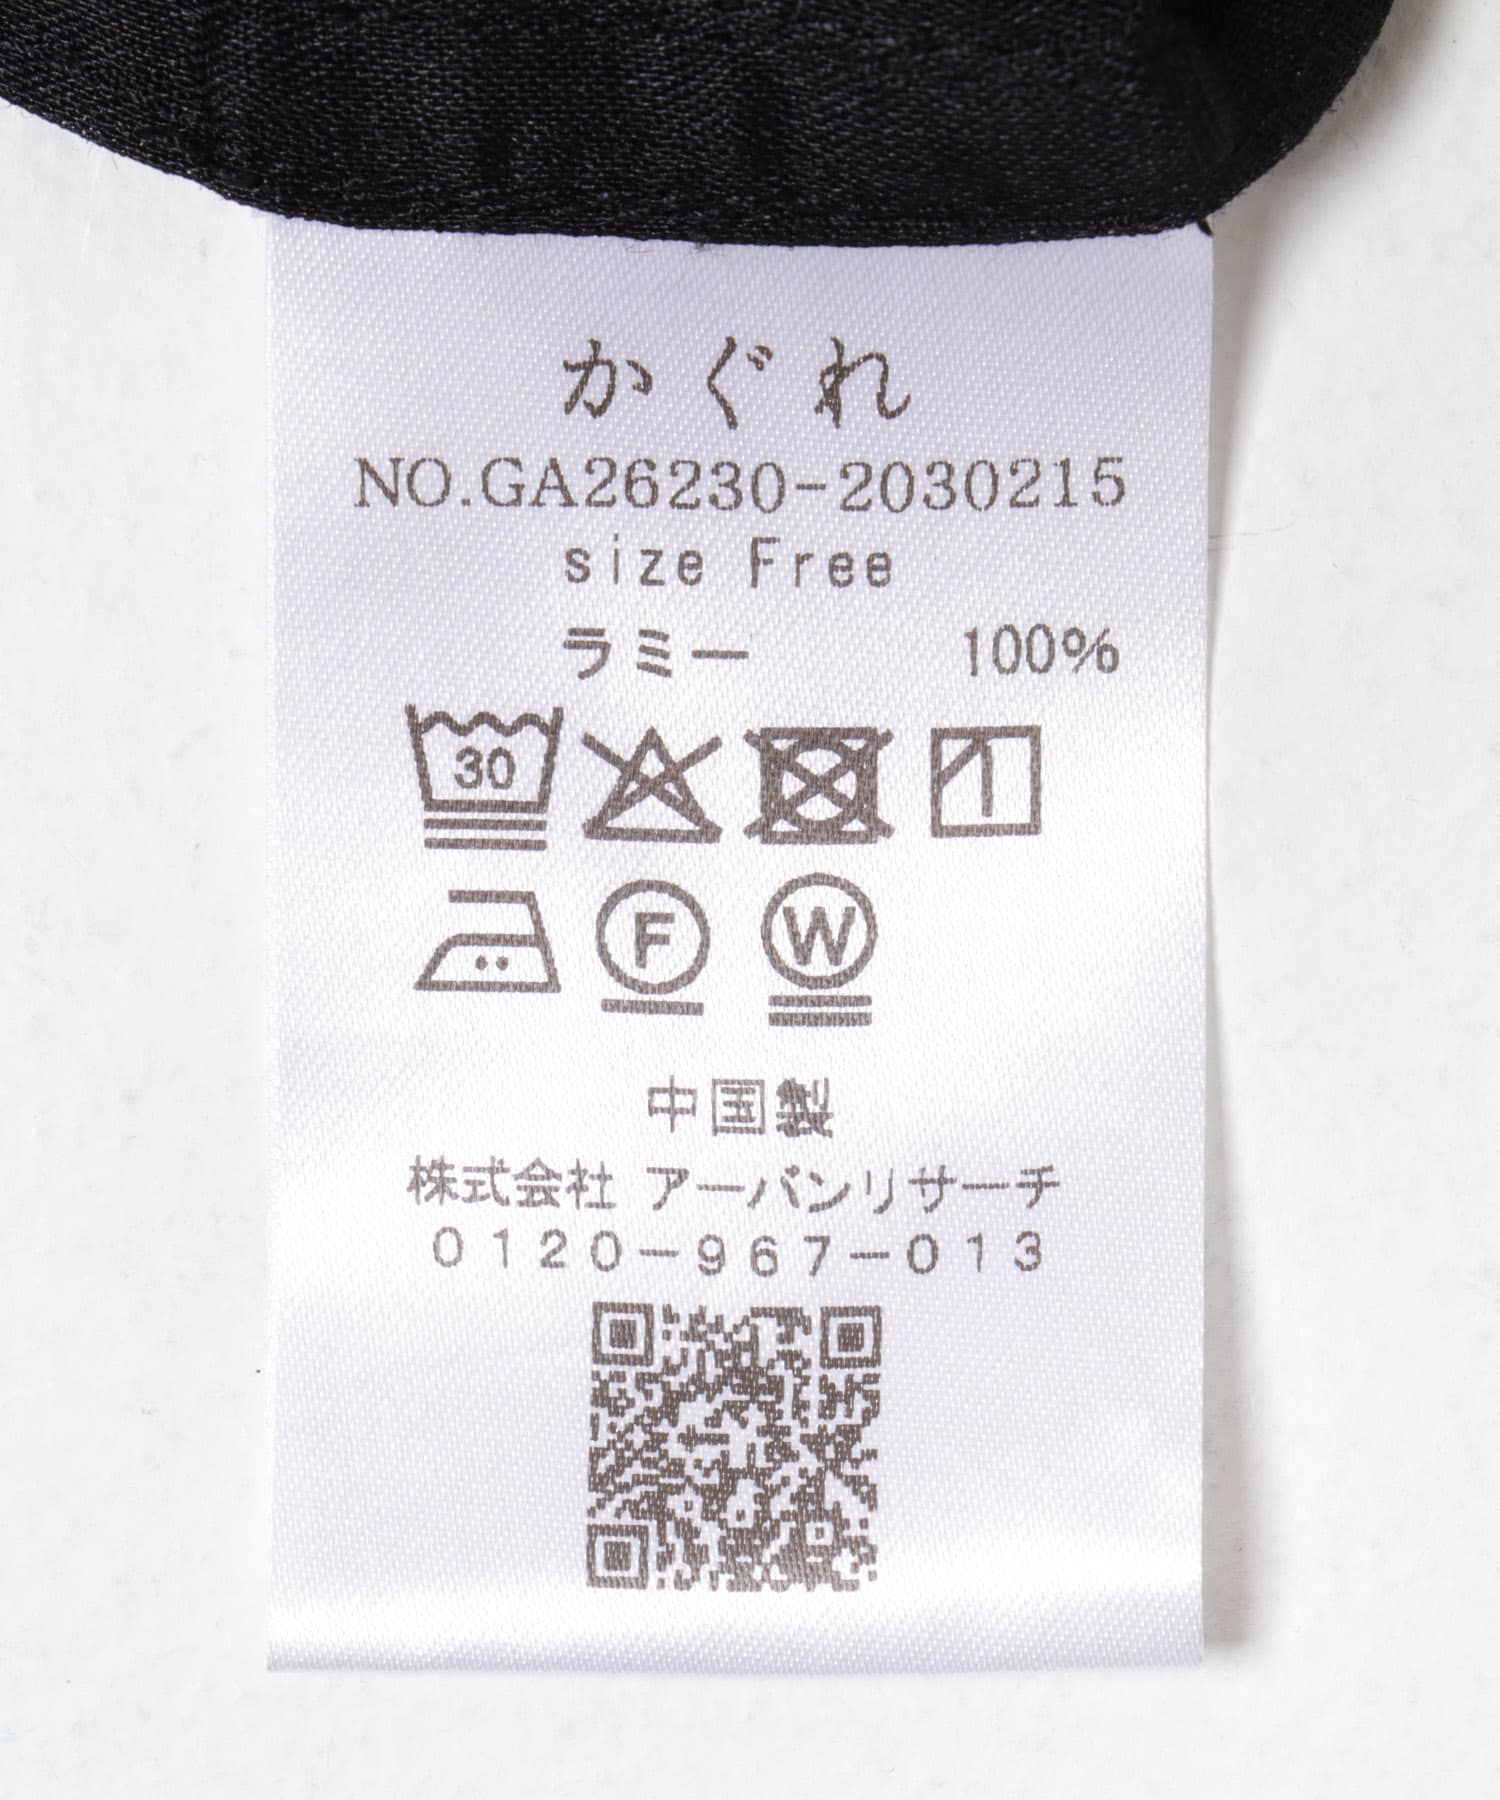 かぐれ
NO.GA26230-2030215
size Free
ラミー 100%
30
F W
中国製
株式会社 アーバンリサーチ
0120-967-013